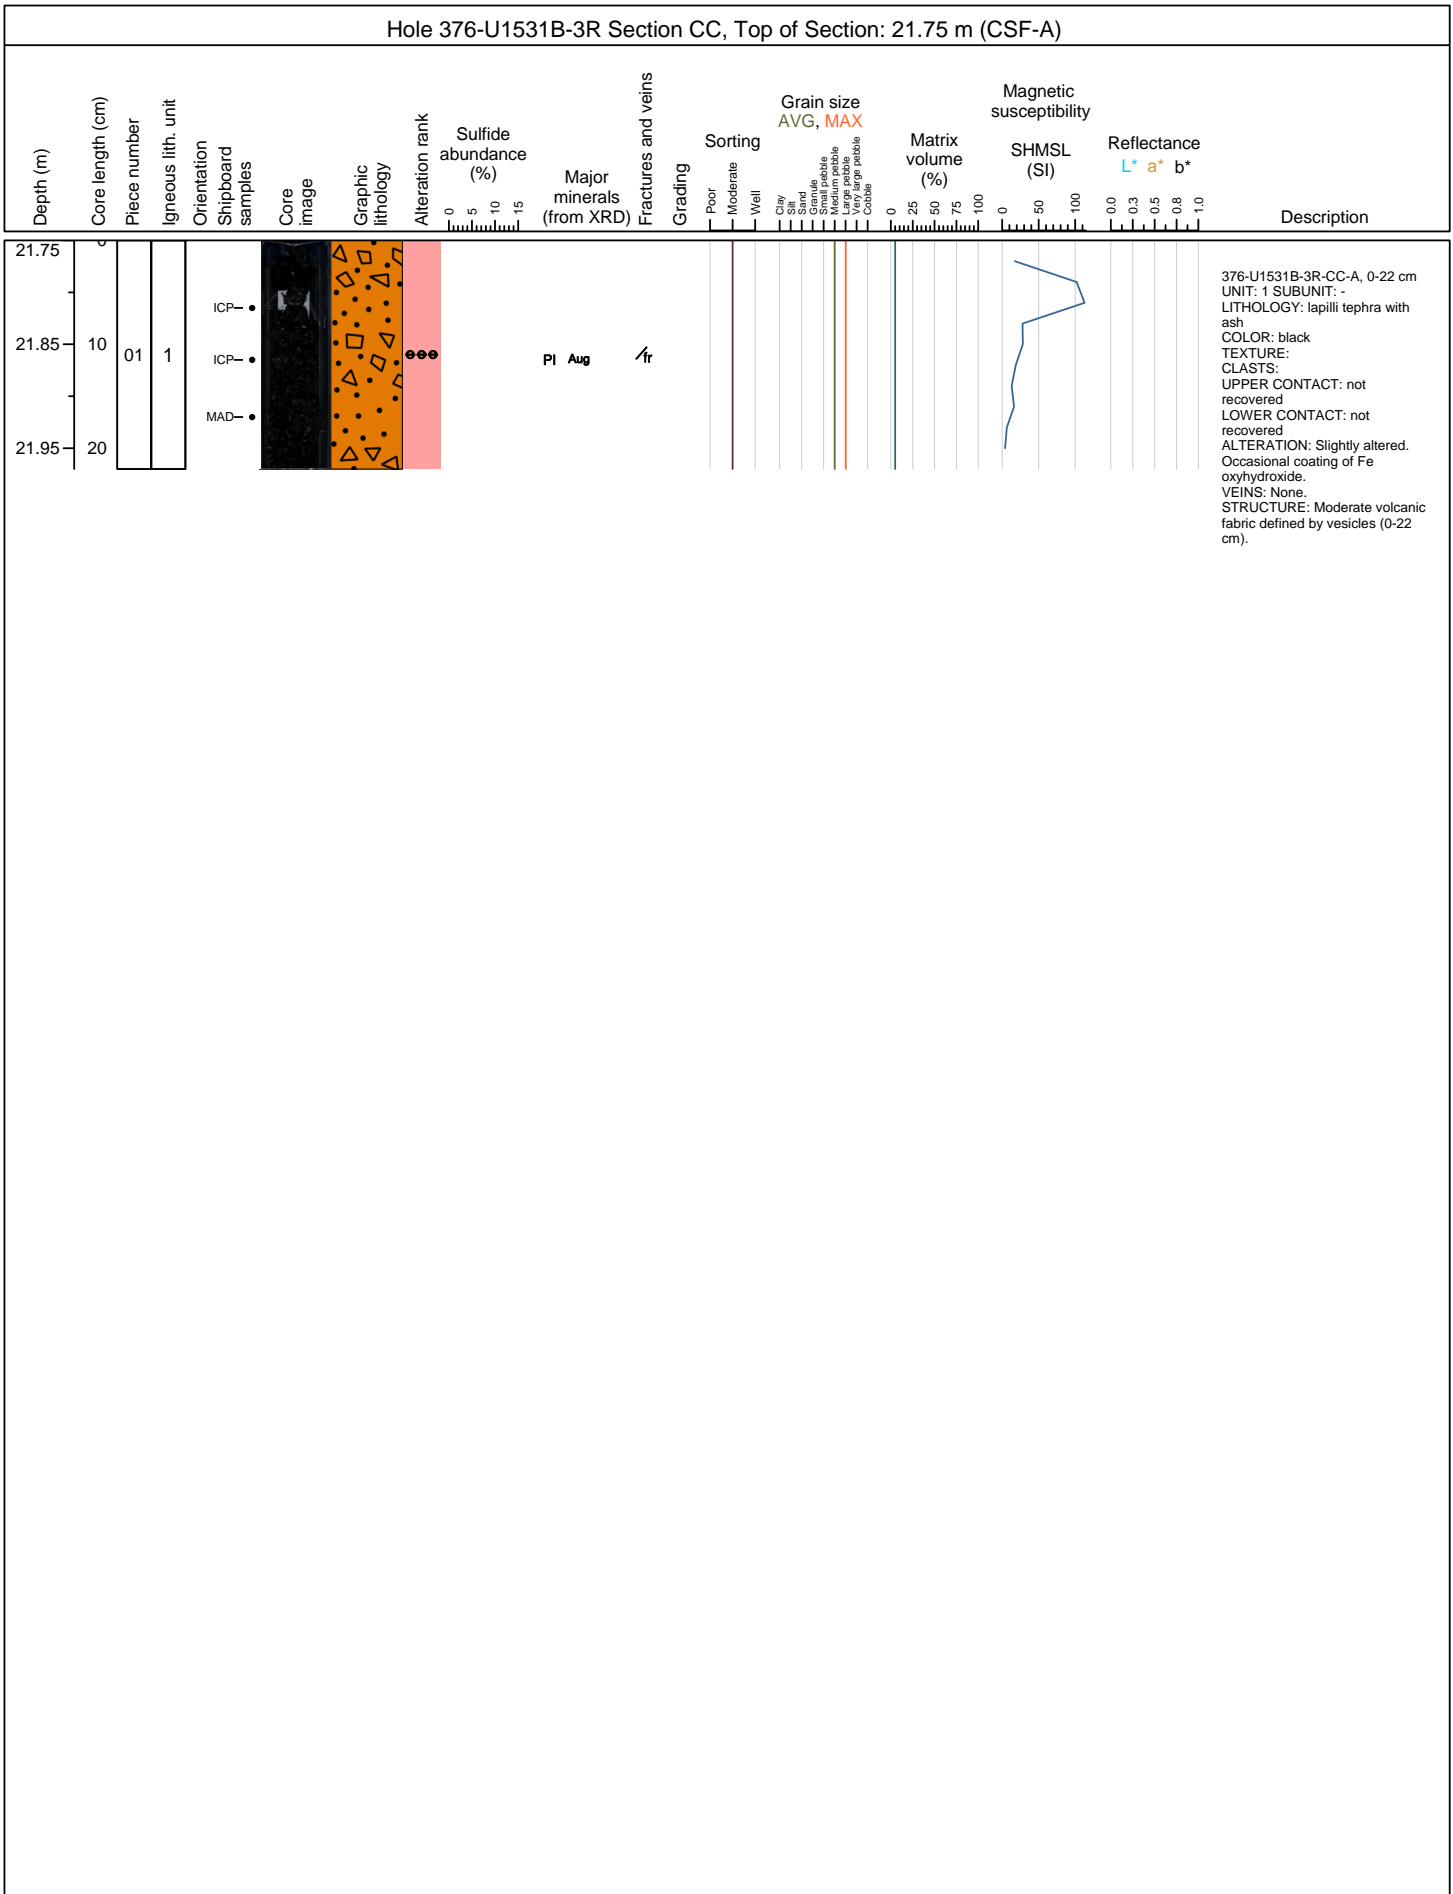 Hole 376-U1531B-3R Section CC, Top of Section: 21.75 m (CSF-A)
Depth (m)
Core length (cm)
Piece number
Igneous lith. unit
Orientation
Shipboard
samples
Core
image
Graphic
lithology
Alteration rank
Sulfide
abundance
(%)
0 5 10 15
Major
minerals
(from XRD)
Fractures and veins
Grading
Sorting
Poor
Moderate
Well
Grain size
AVG, MAX
Clay
Silt
Sand
Granule
Small pebble
Medium pebble
Large pebble
Very large pebble
Cobble
Matrix
volume
(%)
0 25 50 75 100
Magnetic
susceptibility
SHMSL
(SI)
0 50 100
Reflectance
L* a* b*
0.0 0.3 0.5 0.8 1.0
Description
21.75
0
21.85
10
21.95
20
01
1
ICP
ICP
MAD
Pl Aug
fr
376-U1531B-3R-CC-A, 0-22 cm
UNIT: 1 SUBUNIT: -
LITHOLOGY: lapilli tephra with
ash
COLOR: black
TEXTURE:
CLASTS:
UPPER CONTACT: not
recovered
LOWER CONTACT: not
recovered
ALTERATION: Slightly altered.
Occasional coating of Fe
oxyhydroxide.
VEINS: None.
STRUCTURE: Moderate volcanic
fabric defined by vesicles (0-22
cm).